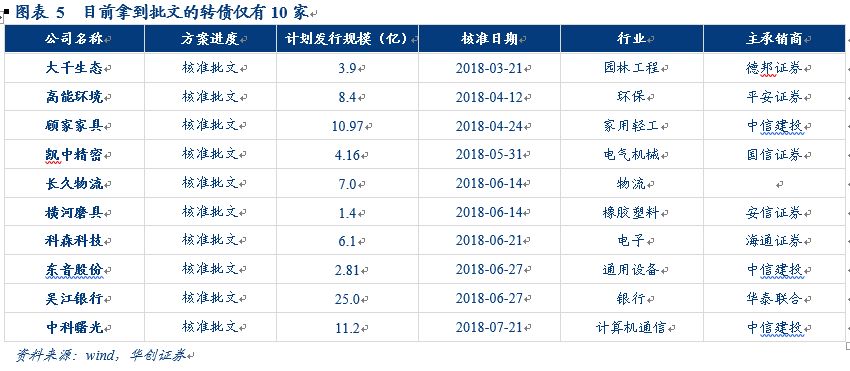 图表 5 目前拿到批文的转债仅有 10 家
公司名称 方案进度 计划发行规模（亿） 核准日期 行业 主承销商
大千生态 核准批文 3.9 2018-03-21 园林工程 德邦证券
高能环境 核准批文 8.4 2018-04-12 环保 平安证券
顾家家具 核准批文 10.97 2018-04-24 家用轻工 中信建投
凯中精密 核准批文 4.16 2018-05-31 电气机械 国信证券
长久物流 核准批文 7.0 2018-06-14 物流
横河磨具 核准批文 1.4 2018-06-14 橡胶塑料 安信证券
科森科技 核准批文 6.1 2018-06-21 电子 海通证券
东音股份 核准批文 2.81 2018-06-27 通用设备 中信建投
吴江银行 核准批文 25.0 2018-06-27 银行 华泰联合
中科曙光 核准批文 11.2 2018-07-21 计算机通信 中信建投
资料来源：wind，华创证券